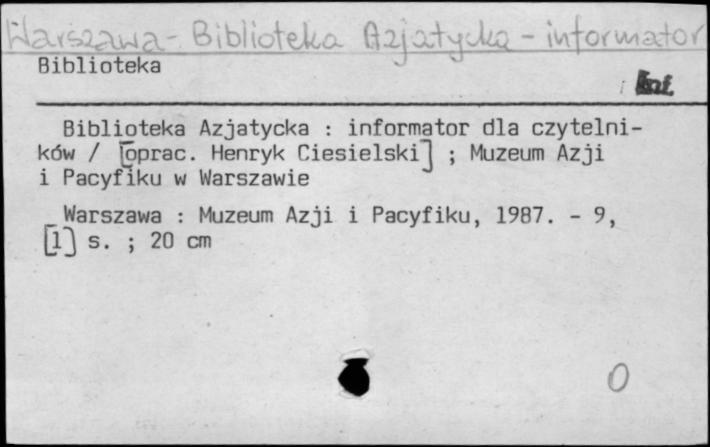 Warszawa - Biblioteka Azjatycka - informator
Biblioteka
Inf.
Biblioteka Azjatycka : informator dla czytelni-
ków / [oprac. Henryk Ciesielski] ; Muzeum Azji
i Pacyfiku w Warszawie
Warszawa : Muzeum Azji i Pacyfiku, 1987. - 9,
[1] s. ; 20 cm
0